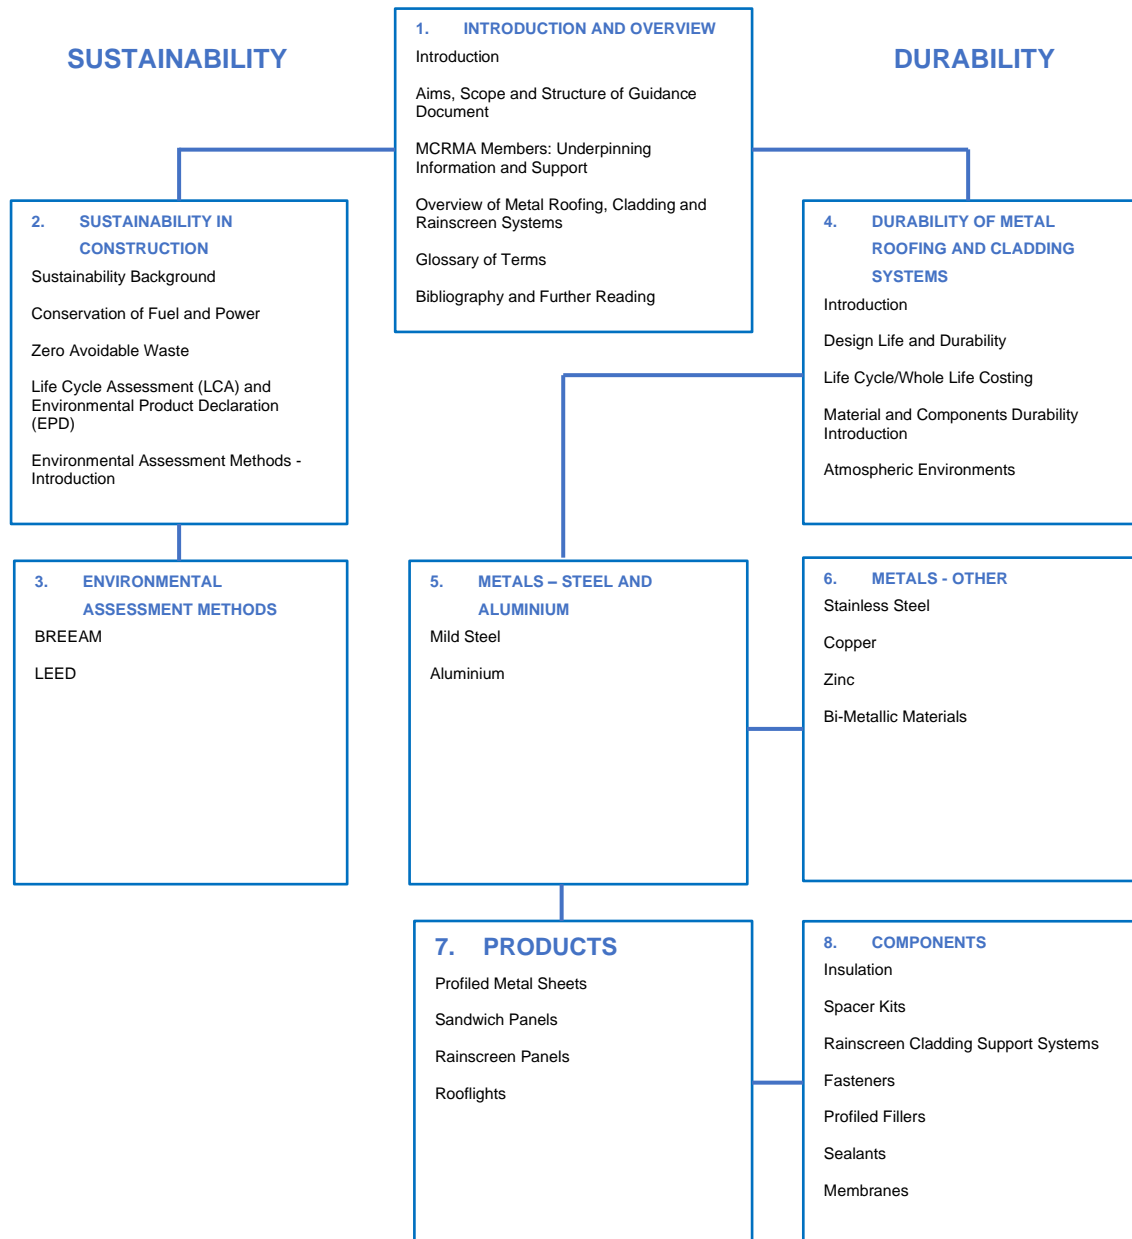 SUSTAINABILITY
DURABILITY
1. INTRODUCTION AND OVERVIEW
Introduction
Aims, Scope and Structure of Guidance
Document
MCRMA Members: Underpinning
Information and Support
Overview of Metal Roofing, Cladding and
Rainscreen Systems
Glossary of Terms
Bibliography and Further Reading
2. SUSTAINABILITY IN
CONSTRUCTION
Sustainability Background
Conservation of Fuel and Power
Zero Avoidable Waste
Life Cycle Assessment (LCA) and
Environmental Product Declaration
(EPD)
Environmental Assessment Methods -
Introduction
4. DURABILITY OF METAL
ROOFING AND CLADDING
SYSTEMS
Introduction
Design Life and Durability
Life Cycle/Whole Life Costing
Material and Components Durability
Introduction
Atmospheric Environments
3. ENVIRONMENTAL
ASSESSMENT METHODS
BREEAM
LEED
5. METALS – STEEL AND
ALUMINIUM
Mild Steel
Aluminium
6. METALS - OTHER
Stainless Steel
Copper
Zinc
Bi-Metallic Materials
7. PRODUCTS
Profiled Metal Sheets
Sandwich Panels
Rainscreen Panels
Rooflights
8. COMPONENTS
Insulation
Spacer Kits
Rainscreen Cladding Support Systems
Fasteners
Profiled Fillers
Sealants
Membranes